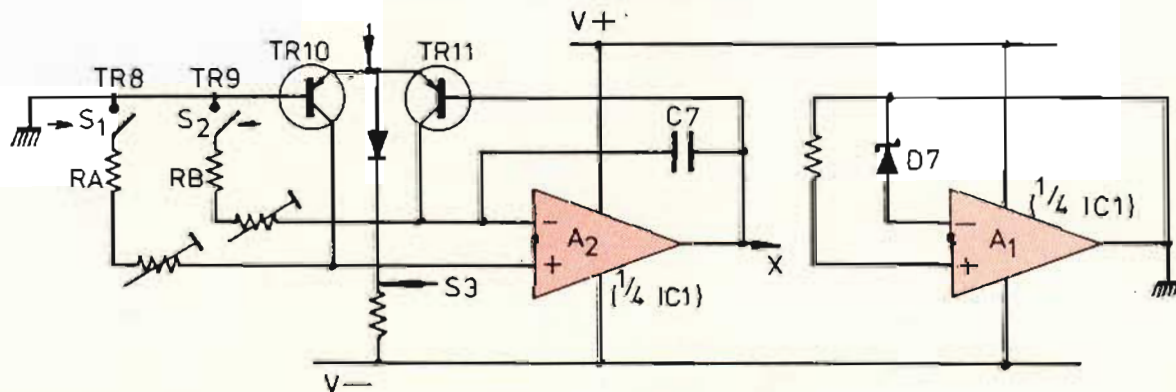 V+
TR10
TR11
TR8
TR9
S1
S2
C7
RA
RB
D7
A2
(1/4 IC1)
A1
(1/4 IC1)
X
S3
V—